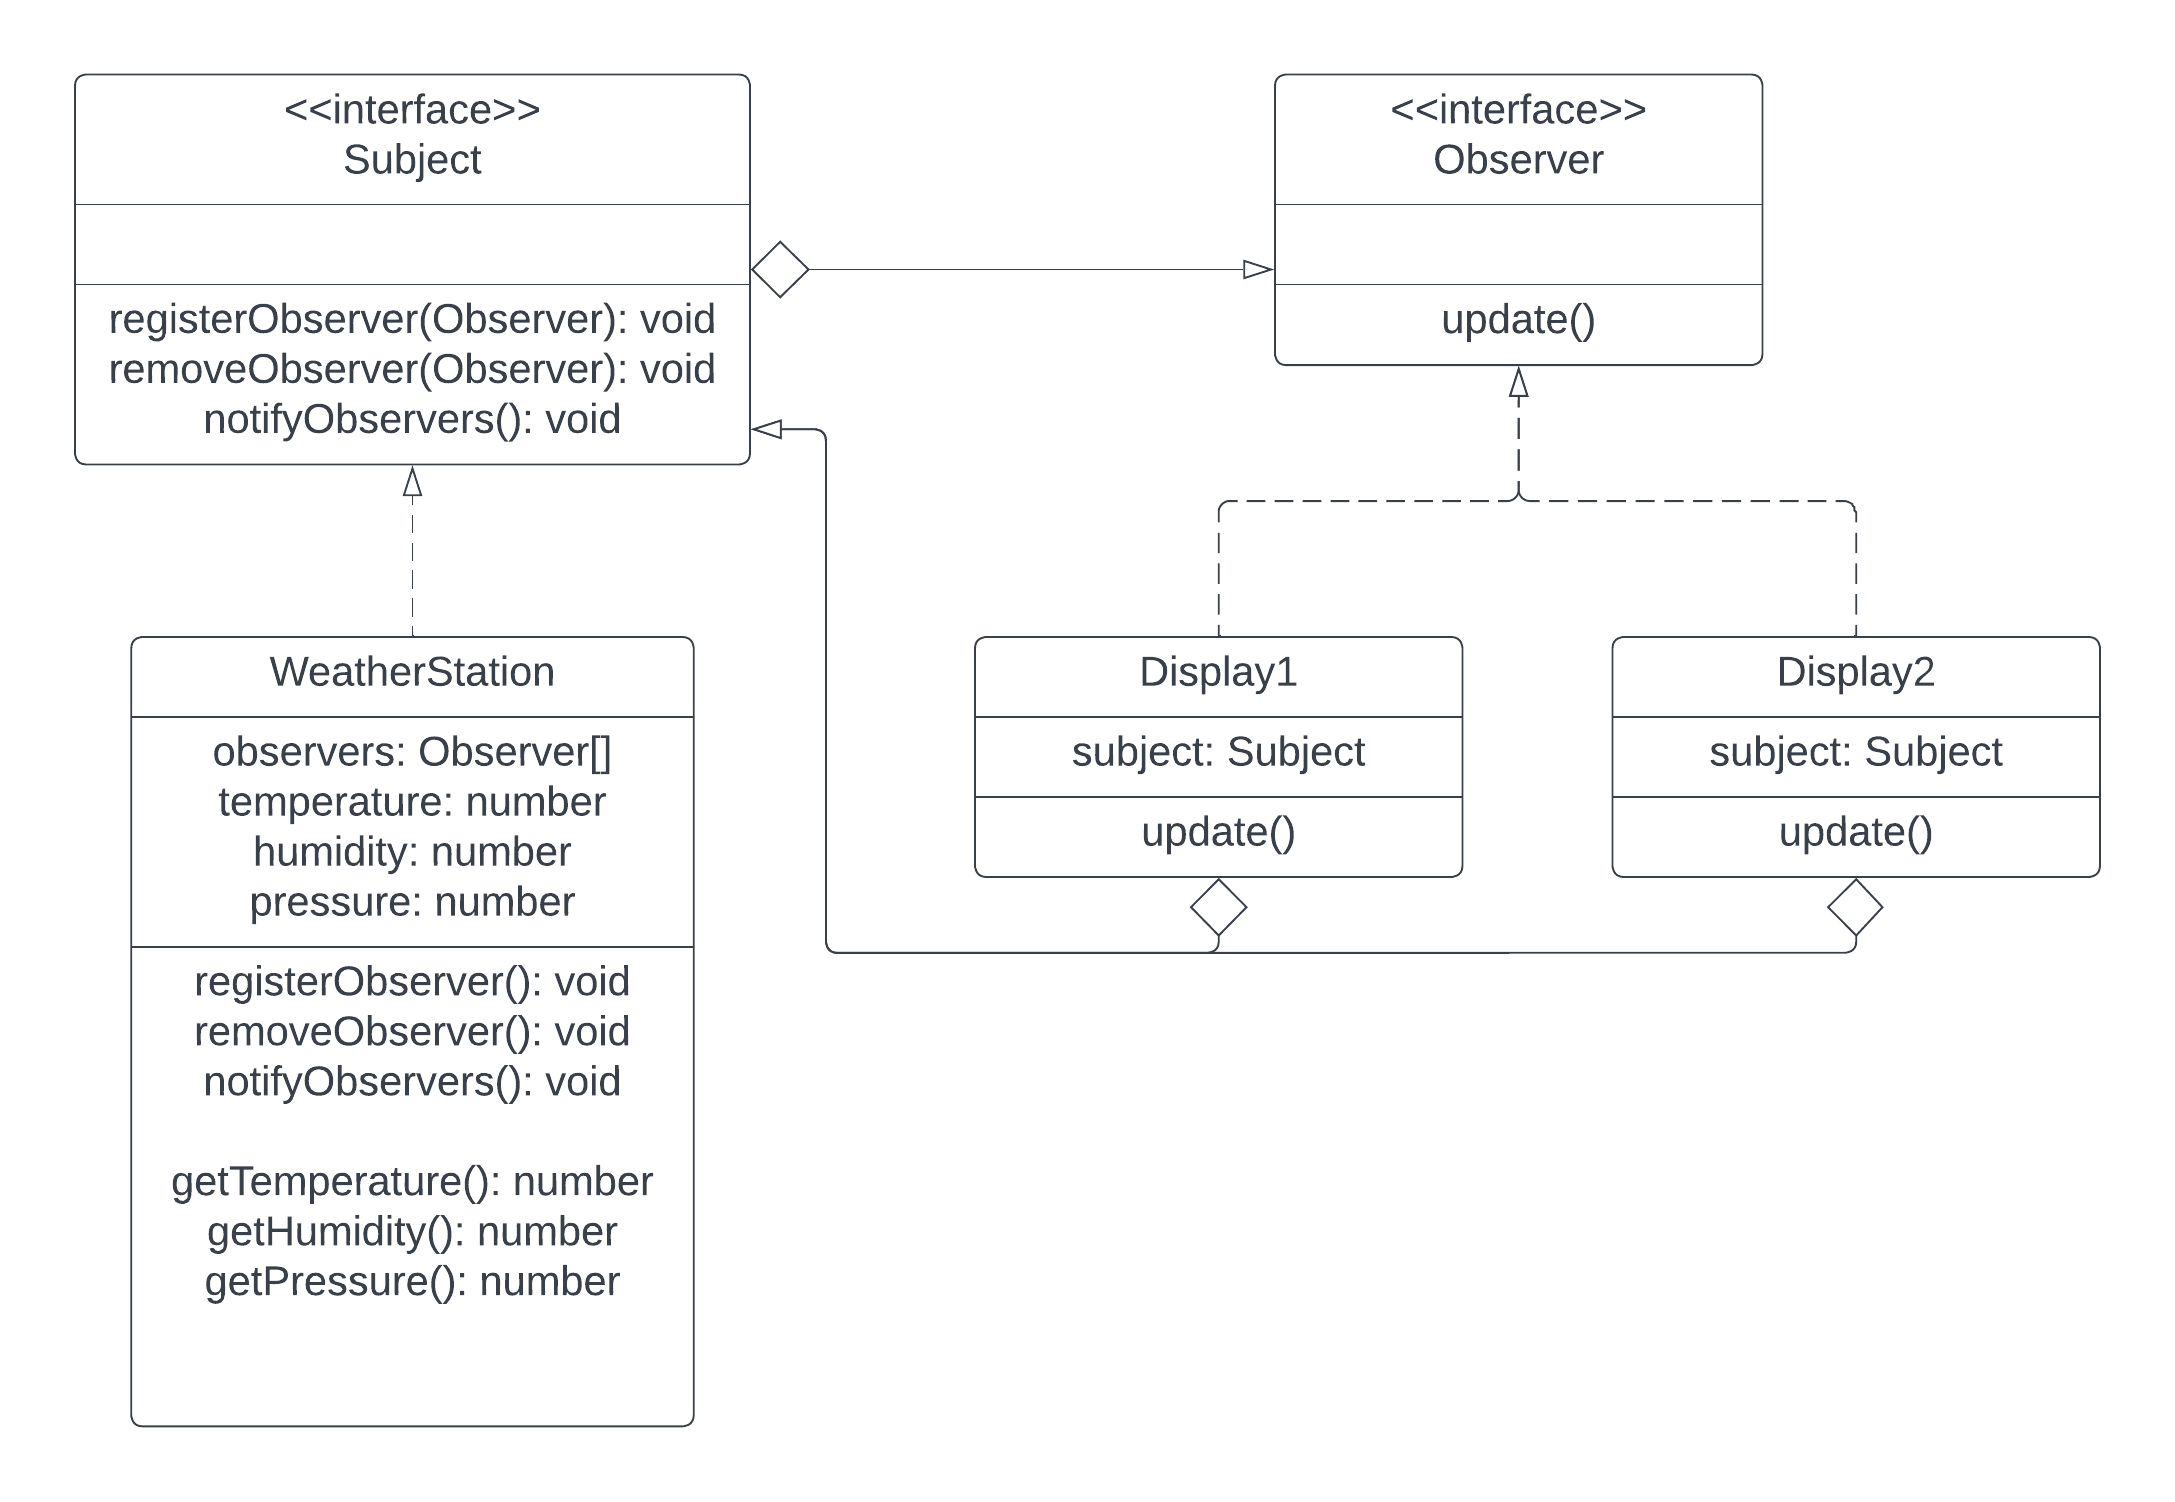 <<interface>>
Subject
registerObserver(Observer): void
removeObserver(Observer): void
notifyObservers(): void
<<interface>>
Observer
update()
WeatherStation
observers: Observer[]
temperature: number
humidity: number
pressure: number
registerObserver(): void
removeObserver(): void
notifyObservers(): void
getTemperature(): number
getHumidity(): number
getPressure(): number
Display1
subject: Subject
update()
Display2
subject: Subject
update()